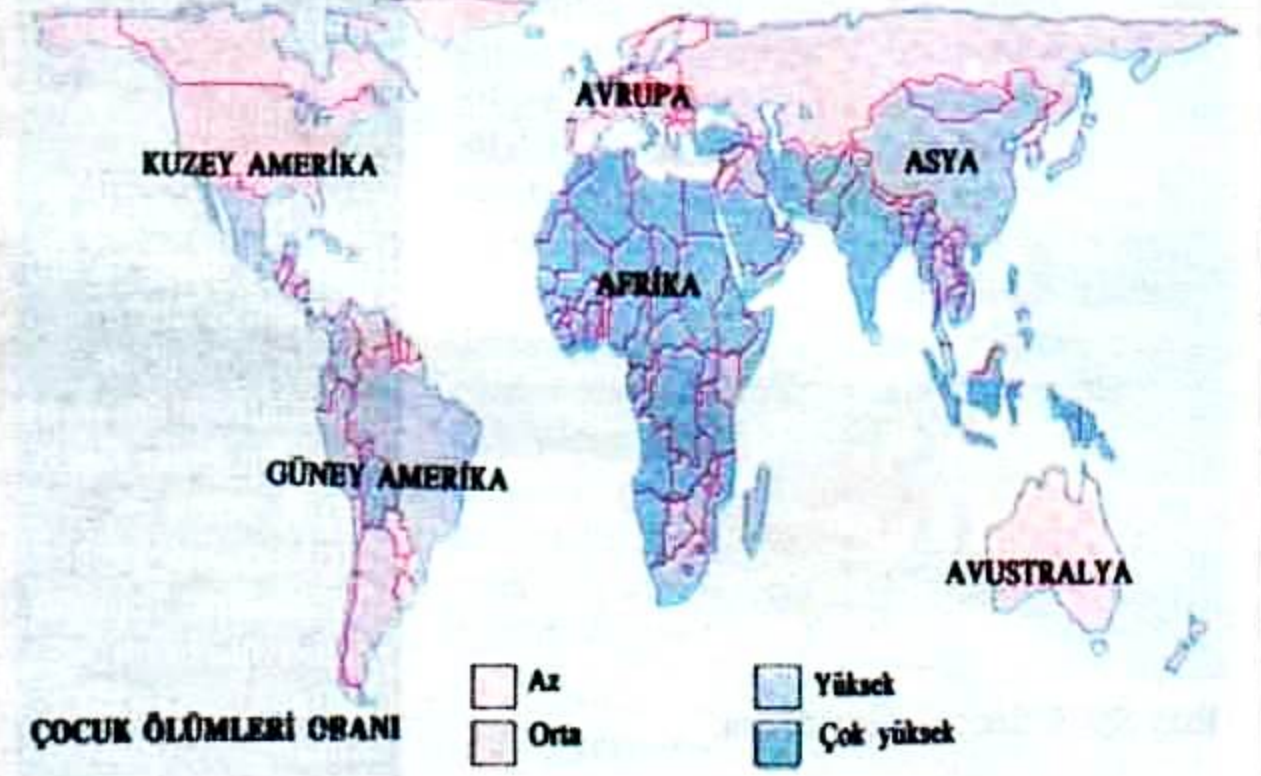 AVRUPA
KUZEY AMERİKA
ASYA
AFRİKA
GÜNEY AMERİKA
AVUSTRALYA
Az
Yüksek
Orta
Çok yüksek
ÇOCUK ÖLÜMLERİ ORANI